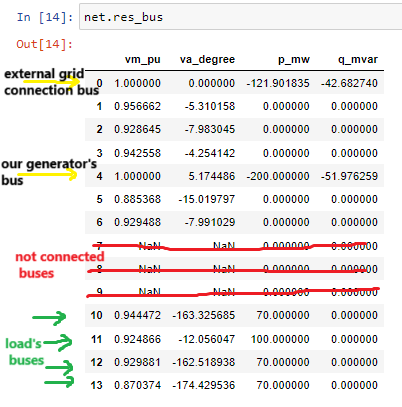 In [14]: net.res_bus
Out[14]:
vm_pu va_degree p_mw q_mvar
external grid
connection bus
0 1.000000 0.000000 -121.901835 -42.682740
1 0.956662 -5.310158 0.000000 0.000000
2 0.928645 -7.983045 0.000000 0.000000
3 0.942558 -4.254142 0.000000 0.000000
our generator's
bus
4 1.000000 5.174486 -200.000000 -51.976259
5 0.885368 -15.019797 0.000000 0.000000
6 0.929488 -7.991029 0.000000 0.000000
7 NaN NaN 0.000000 0.000000
not connected
buses
8 NaN NaN 0.000000 0.000000
9 NaN NaN 0.000000 0.000000
10 0.944472 -163.325685 70.000000 0.000000
11 0.924866 -12.056047 100.000000 0.000000
load's
buses
12 0.929881 -162.518938 70.000000 0.000000
13 0.870374 -174.429536 70.000000 0.000000